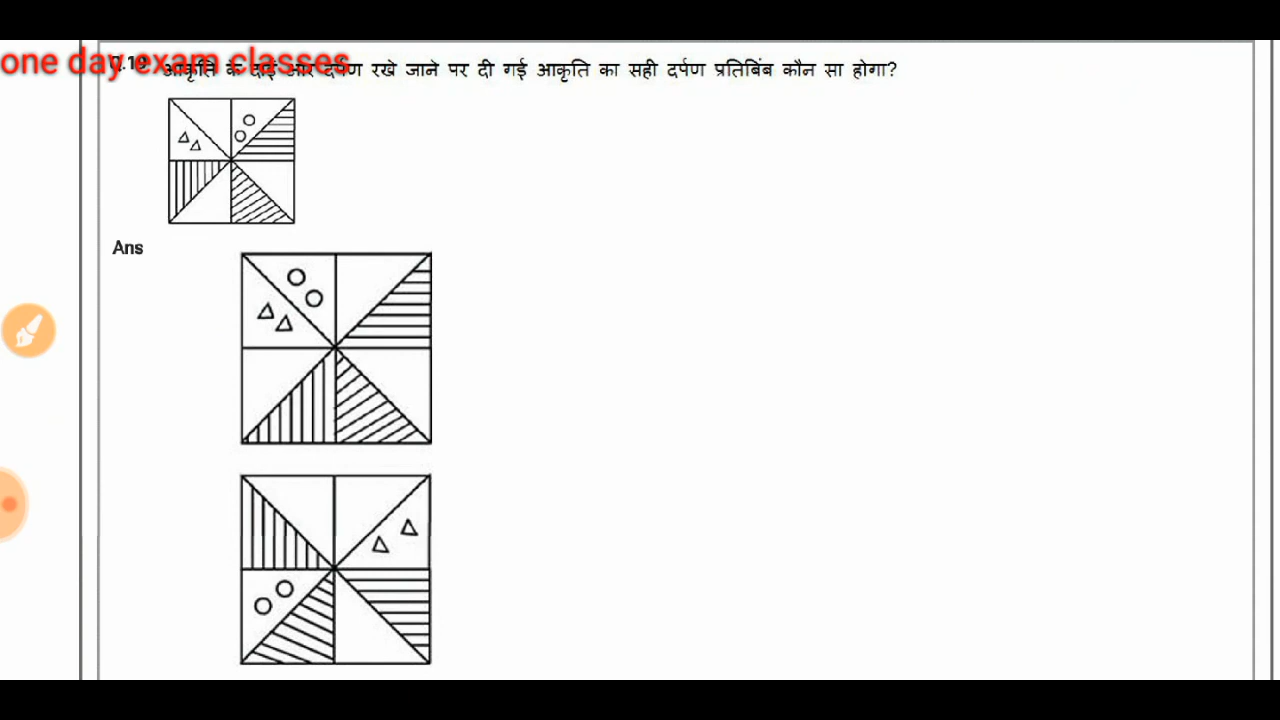 one day exam classes
आकृति के दाईं ओर दर्पण रखे जाने पर दी गई आकृति का सही दर्पण प्रतिबिंब कौन सा होगा?
Ans